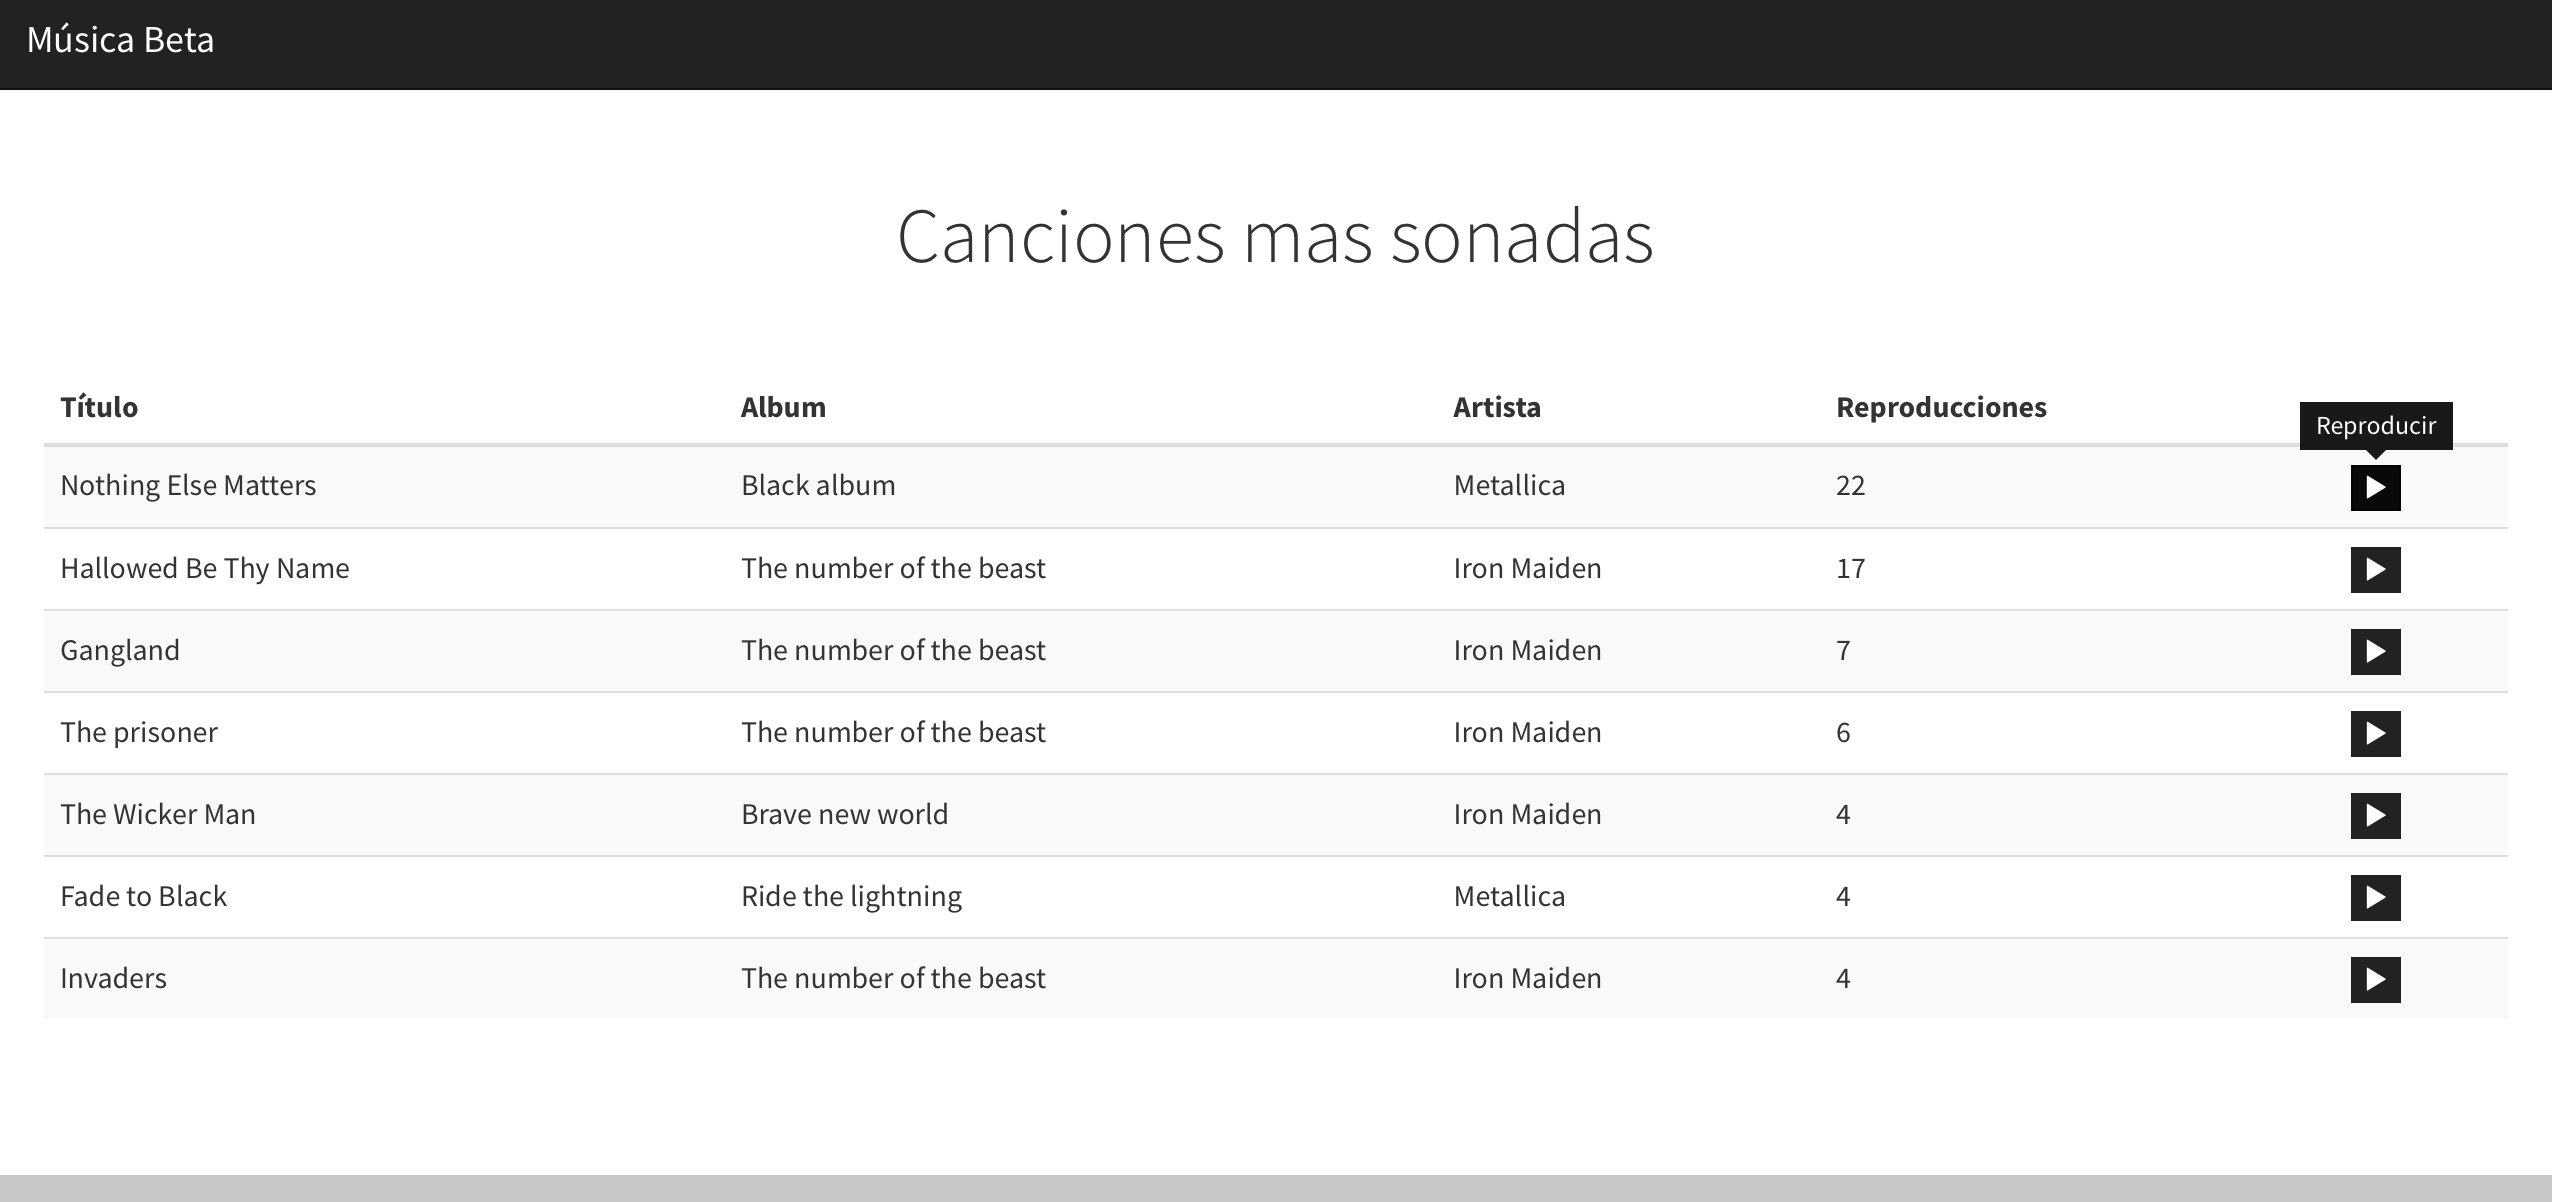 Música Beta
Canciones mas sonadas
Título Album Artista Reproducciones
Reproducir
Nothing Else Matters Black album Metallica 22
Hallowed Be Thy Name The number of the beast Iron Maiden 17
Gangland The number of the beast Iron Maiden 7
The prisoner The number of the beast Iron Maiden 6
The Wicker Man Brave new world Iron Maiden 4
Fade to Black Ride the lightning Metallica 4
Invaders The number of the beast Iron Maiden 4